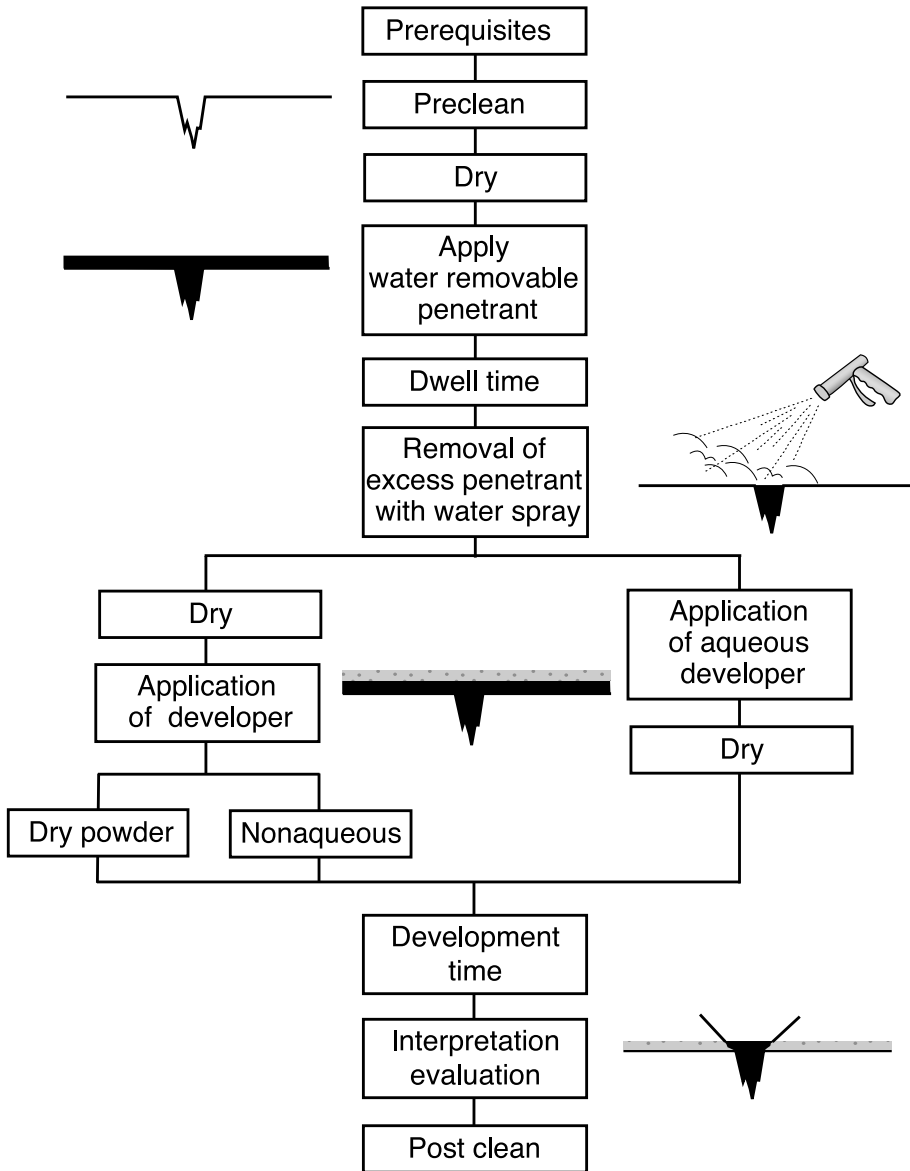 Prerequisites
Preclean
Dry
Apply
water removable
penetrant
Dwell time
Removal of
excess penetrant
with water spray
Dry
Application
of developer
Dry powder
Nonaqueous
Application
of aqueous
developer
Dry
Development
time
Interpretation
evaluation
Post clean